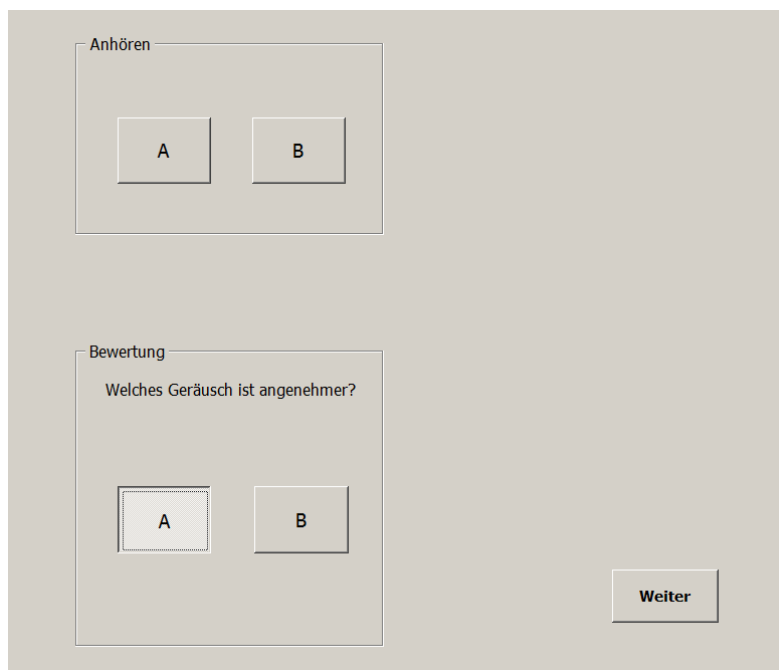 Anhören
A B
Bewertung
Welches Geräusch ist angenehmer?
A B
Weiter